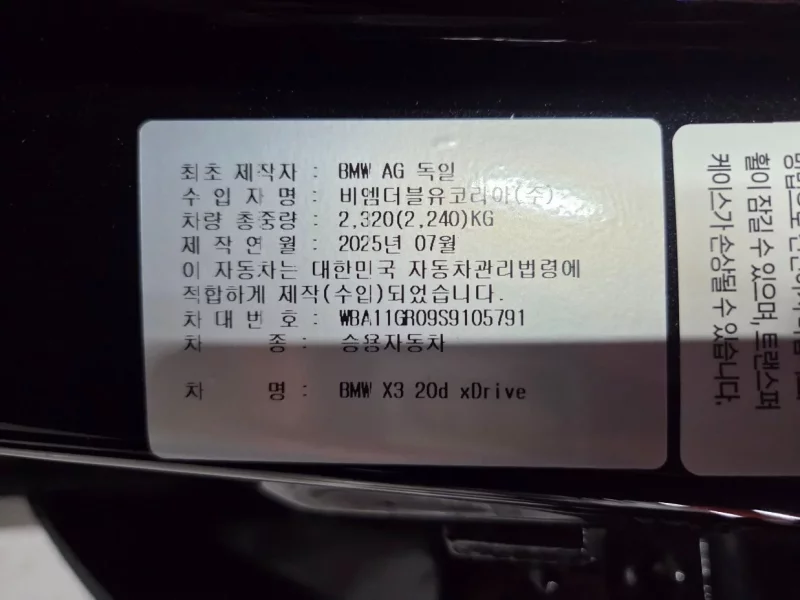 최초 제작자 : BMW AG 독일
수 입 자 명 : 비엠더블유코리아(주)
차량 총중량 : 2,320(2,240)KG
제 작 연 월 : 2025년 07월
이 자동차는 대한민국 자동차관리법령에
적합하게 제작(수입)되었습니다.
차 대 번 호 : WBA11GR09S9105791
차 종 : 승용자동차
차 명 : BMW X3 20d xDrive
휠이 잠길 수 있으며, 트랜스퍼
케이스가 손상될 수 있습니다.